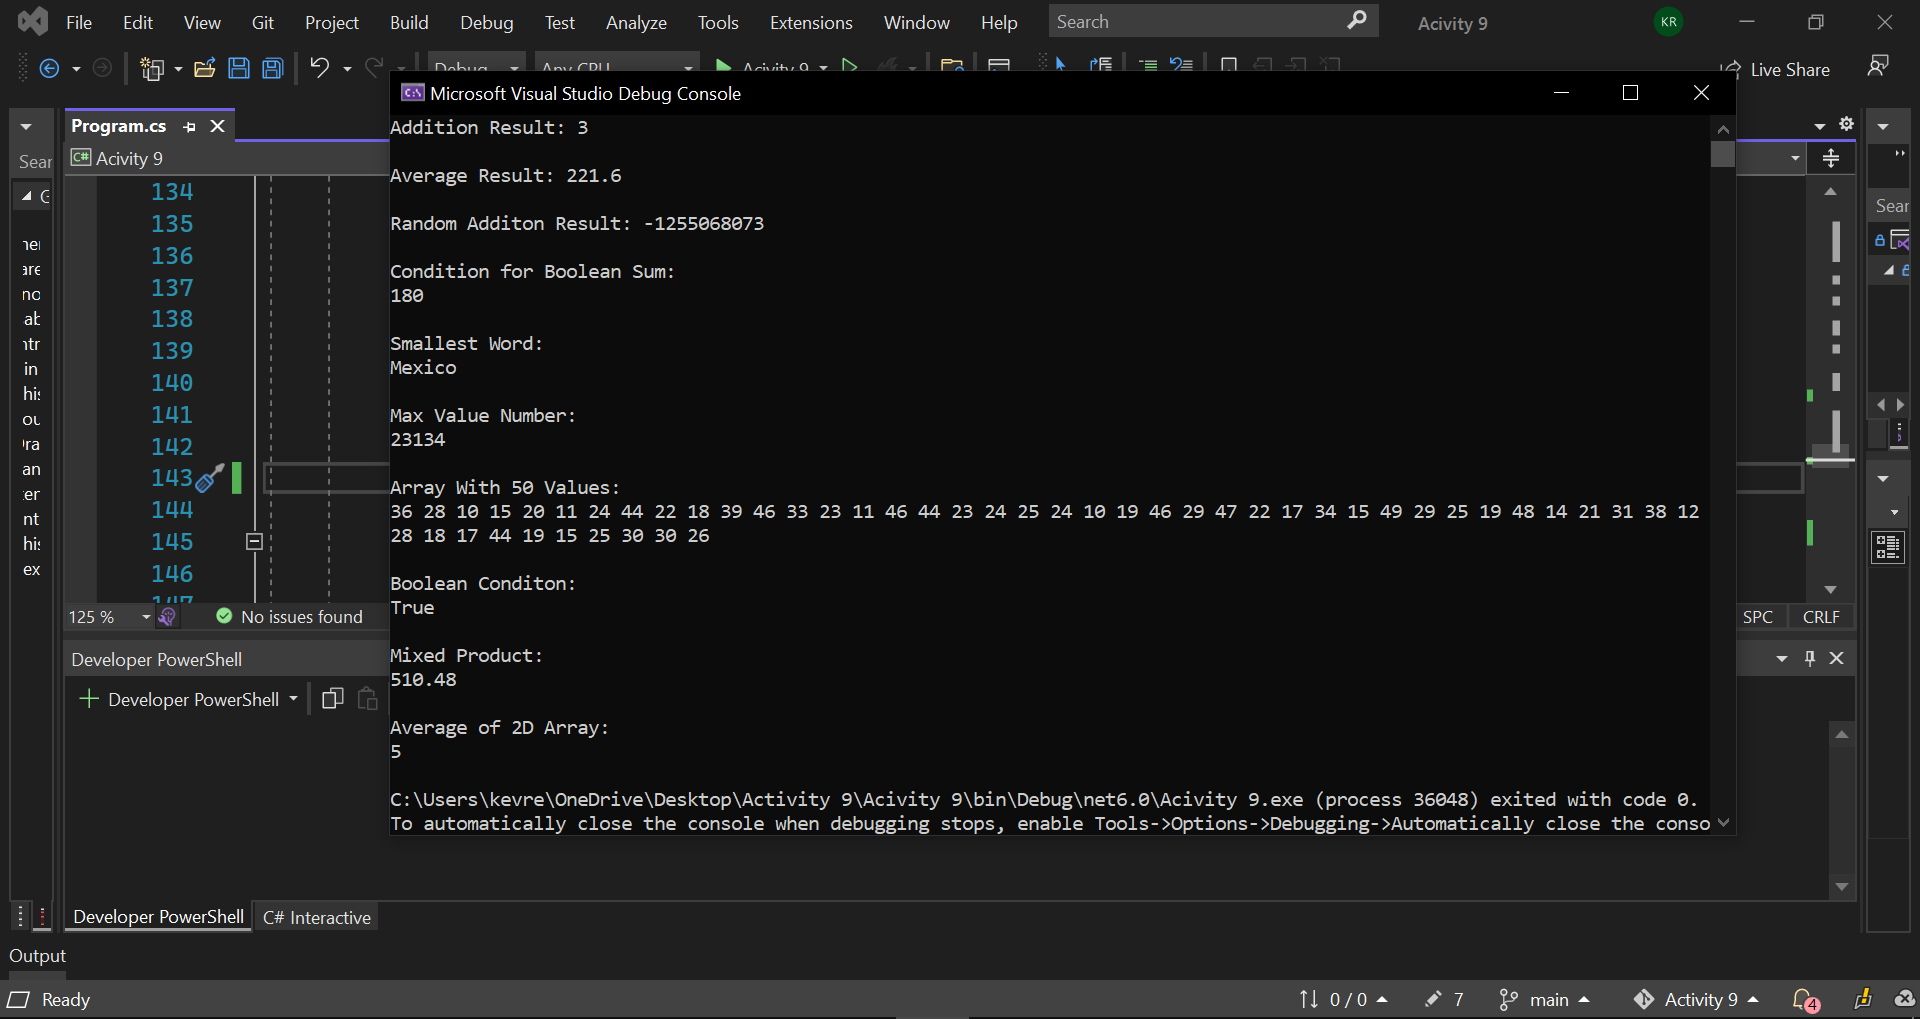 File Edit View Git Project Build Debug Test Analyze Tools Extensions Window Help Search Acivity 9 KR
Debug Any CPU Acivity 9 Live Share
Microsoft Visual Studio Debug Console
Program.cs
C# Acivity 9
Sear
Sear
134
135
136
137
138
139
140
141
142
143
144
145
146
147
Addition Result: 3
Average Result: 221.6
Random Additon Result: -1255068073
Condition for Boolean Sum:
180
Smallest Word:
Mexico
Max Value Number:
23134
Array With 50 Values:
36 28 10 15 20 11 24 44 22 18 39 46 33 23 11 46 44 23 24 25 24 10 19 46 29 47 22 17 34 15 49 29 25 19 48 14 21 31 38 12
28 18 17 44 19 15 25 30 30 26
Boolean Conditon:
True
Mixed Product:
510.48
Average of 2D Array:
5
C:\Users\kevre\OneDrive\Desktop\Activity 9\Acivity 9\bin\Debug\net6.0\Acivity 9.exe (process 36048) exited with code 0.
To automatically close the console when debugging stops, enable Tools->Options->Debugging->Automatically close the conso
125 % No issues found SPC CRLF
Developer PowerShell
Developer PowerShell
Developer PowerShell C# Interactive
Output
Ready 0 / 0 7 main Activity 9 4